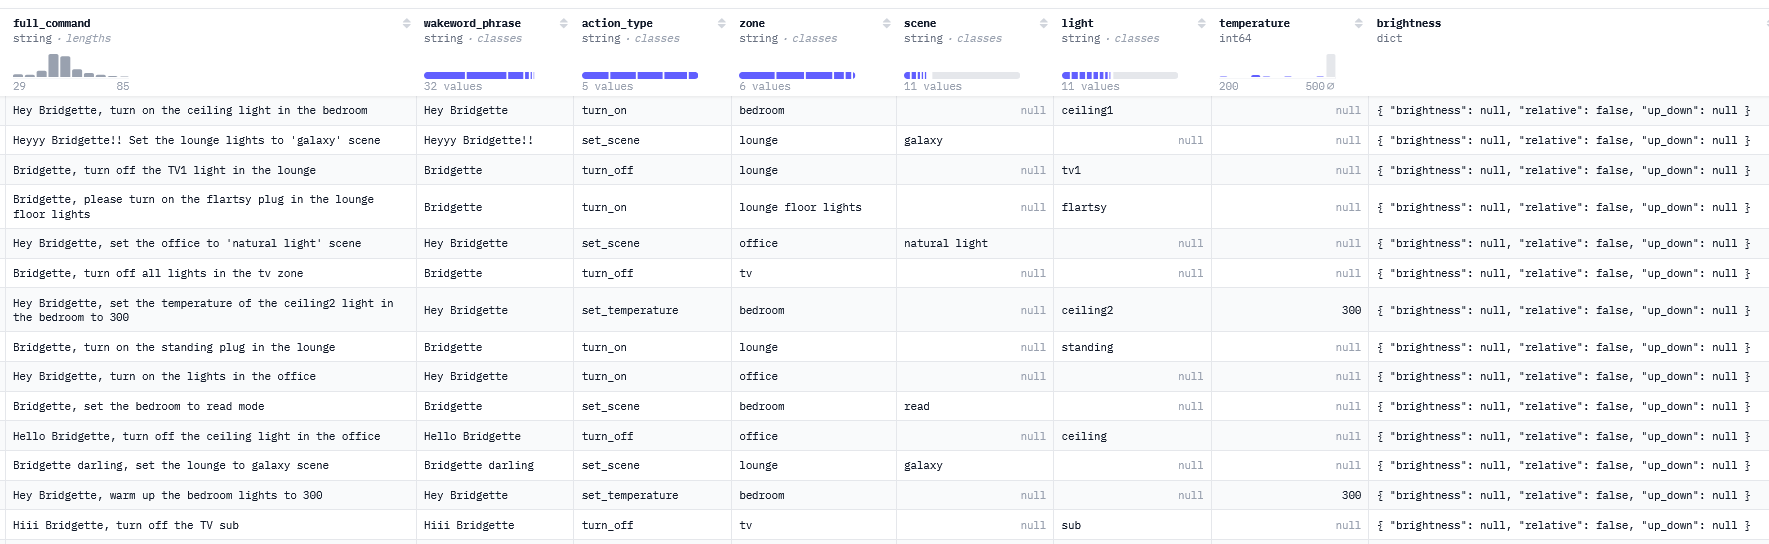 full_command wakeword_phrase action_type zone scene light temperature brightness
string · lengths string · classes string · classes string · classes string · classes string · classes int64 dict
29 85 32 values 5 values 6 values 11 values 11 values 200 500 ∅
Hey Bridgette, turn on the ceiling light in the bedroom Hey Bridgette turn_on bedroom null ceiling1 null { "brightness": null, "relative": false, "up_down": null }
Heyyy Bridgette!! Set the lounge lights to 'galaxy' scene Heyyy Bridgette!! set_scene lounge galaxy null null { "brightness": null, "relative": false, "up_down": null }
Bridgette, turn off the TV1 light in the lounge Bridgette turn_off lounge null tv1 null { "brightness": null, "relative": false, "up_down": null }
Bridgette, please turn on the flartsy plug in the lounge
floor lights Bridgette turn_on lounge floor lights null flartsy null { "brightness": null, "relative": false, "up_down": null }
Hey Bridgette, set the office to 'natural light' scene Hey Bridgette set_scene office natural light null null { "brightness": null, "relative": false, "up_down": null }
Bridgette, turn off all lights in the tv zone Bridgette turn_off tv null null null { "brightness": null, "relative": false, "up_down": null }
Hey Bridgette, set the temperature of the ceiling2 light in
the bedroom to 300 Hey Bridgette set_temperature bedroom null ceiling2 300 { "brightness": null, "relative": false, "up_down": null }
Bridgette, turn on the standing plug in the lounge Bridgette turn_on lounge null standing null { "brightness": null, "relative": false, "up_down": null }
Hey Bridgette, turn on the lights in the office Hey Bridgette turn_on office null null null { "brightness": null, "relative": false, "up_down": null }
Bridgette, set the bedroom to read mode Bridgette set_scene bedroom read null null { "brightness": null, "relative": false, "up_down": null }
Hello Bridgette, turn off the ceiling light in the office Hello Bridgette turn_off office null ceiling null { "brightness": null, "relative": false, "up_down": null }
Bridgette darling, set the lounge to galaxy scene Bridgette darling set_scene lounge galaxy null null { "brightness": null, "relative": false, "up_down": null }
Hey Bridgette, warm up the bedroom lights to 300 Hey Bridgette set_temperature bedroom null null 300 { "brightness": null, "relative": false, "up_down": null }
Hiii Bridgette, turn off the TV sub Hiii Bridgette turn_off tv null sub null { "brightness": null, "relative": false, "up_down": null }